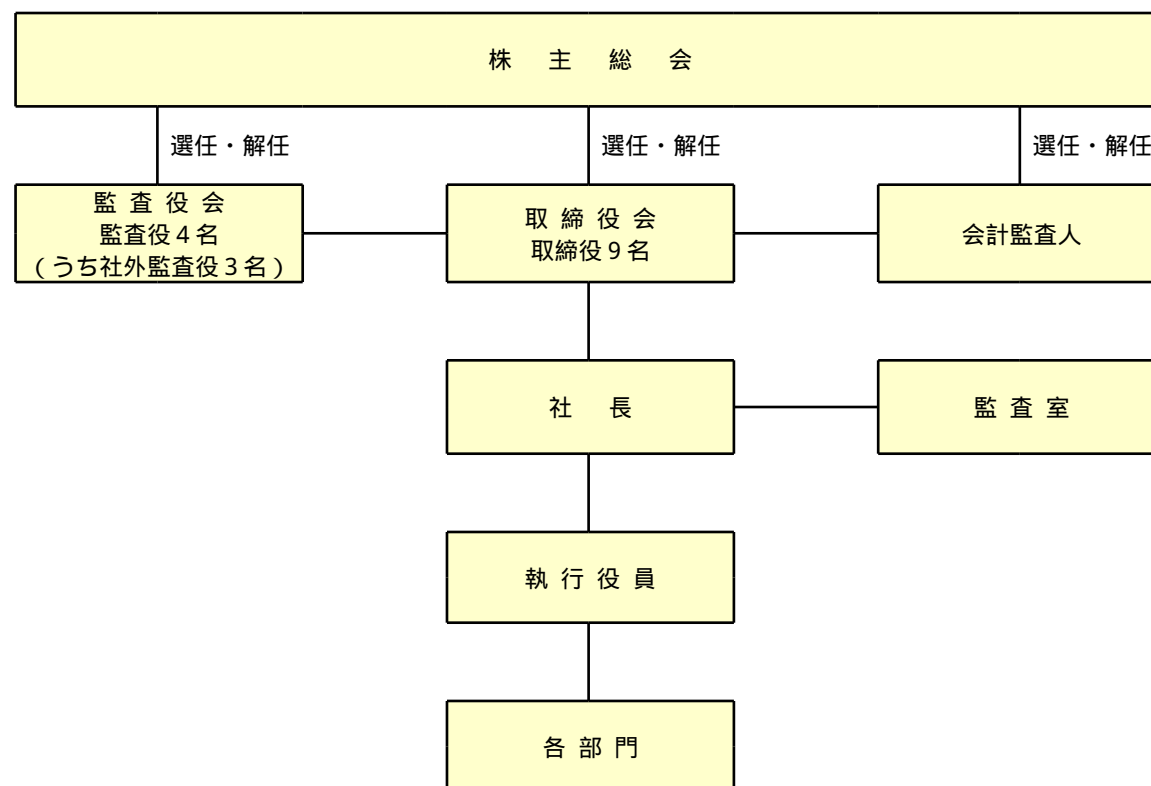 株 主 総 会
選任・解任
選任・解任
選任・解任
監 査 役 会
監査役４名
（うち社外監査役３名）
取 締 役 会
取締役９名
会計監査人
社 長
監 査 室
執 行 役 員
各 部 門